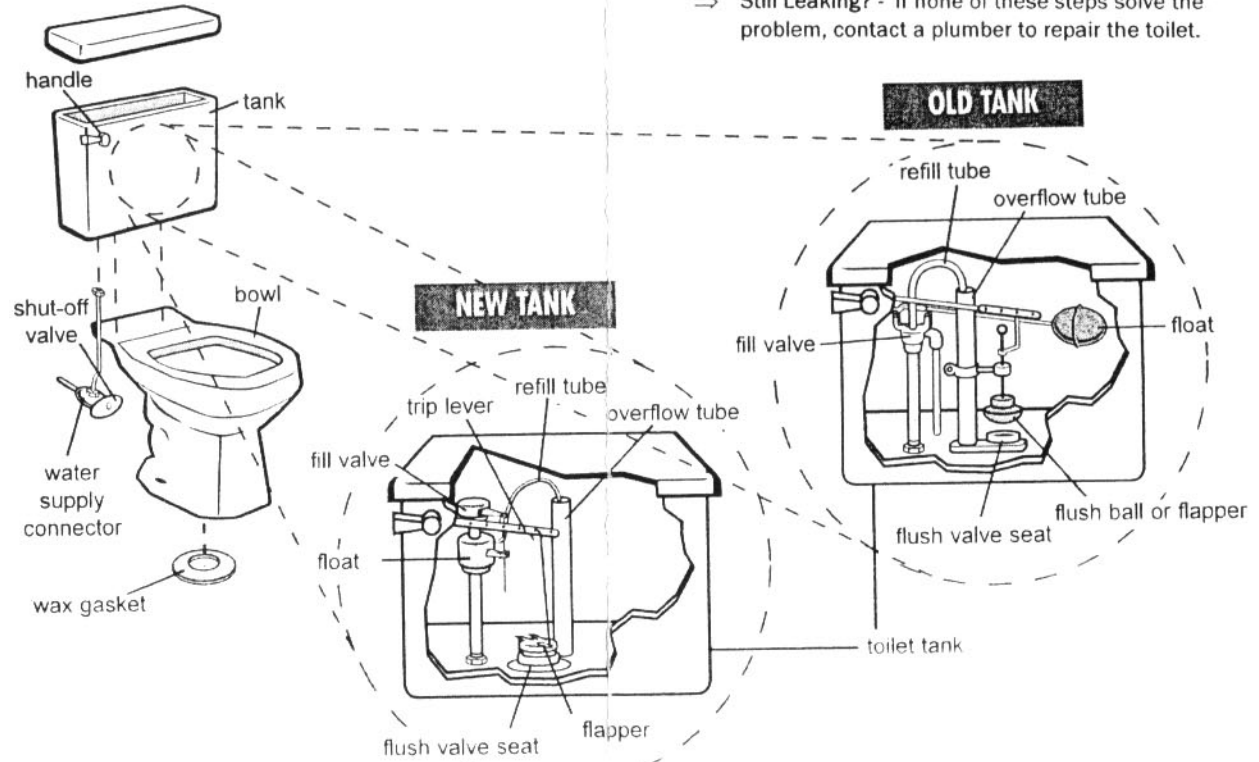 ⇒ Still Leaking? - If none of these steps solve the
problem, contact a plumber to repair the toilet.
handle
tank
OLD TANK
refill tube
overflow tube
shut-off
valve
bowl
NEW TANK
fill valve
float
refill tube
trip lever
overflow tube
fill valve
water
supply
connector
flush ball or flapper
flush valve seat
float
wax gasket
toilet tank
flapper
flush valve seat